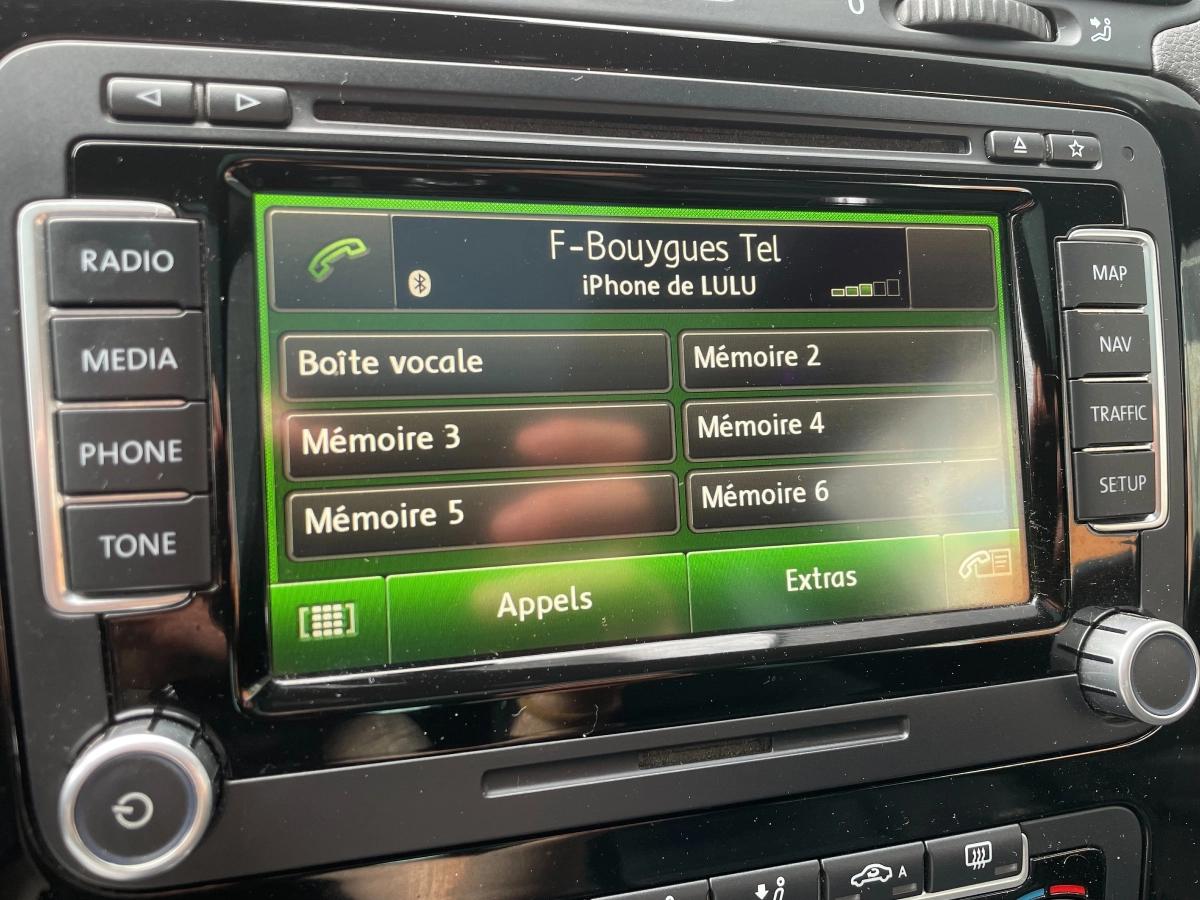 RADIO
MEDIA
PHONE
TONE
F-Bouygues Tel
iPhone de LULU
Boîte vocale
Mémoire 2
Mémoire 3
Mémoire 4
Mémoire 5
Mémoire 6
Appels
Extras
MAP
NAV
TRAFFIC
SETUP
0
A